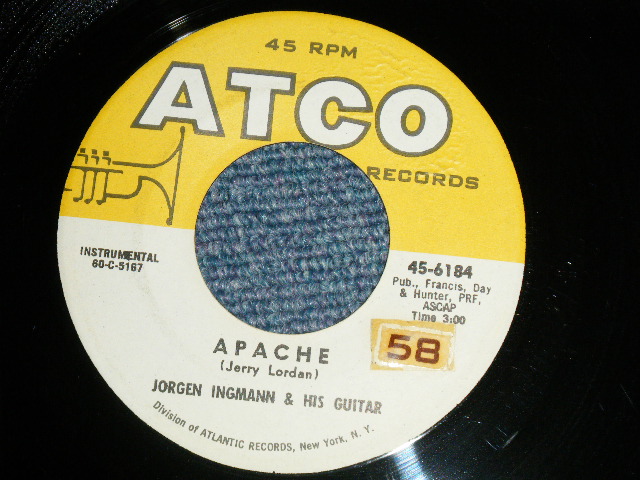 45 RPM
ATCO
RECORDS
INSTRUMENTAL
60-C-5167
45-6184
Pub., Francis, Day
& Hunter, PRF,
ASCAP
Time 3:00
58
APACHE
(Jerry Lordan)
JORGEN INGMANN & HIS GUITAR
Division of ATLANTIC RECORDS, New York, N. Y.